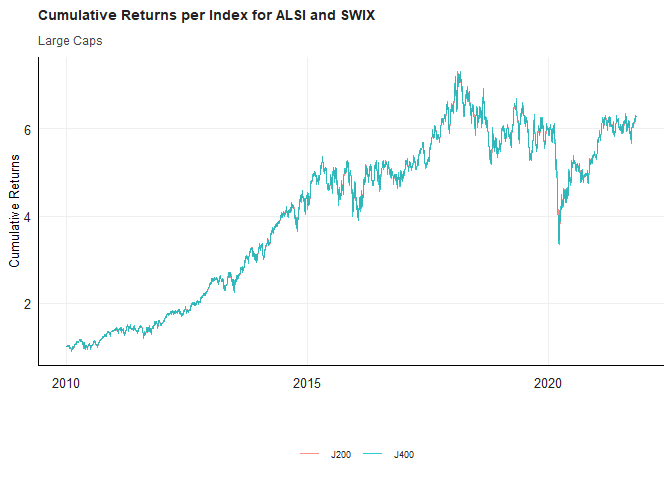 Cumulative Returns per Index for ALSI and SWIX
Large Caps
Cumulative Returns
6
4
2
2010 2015 2020
J200 J400